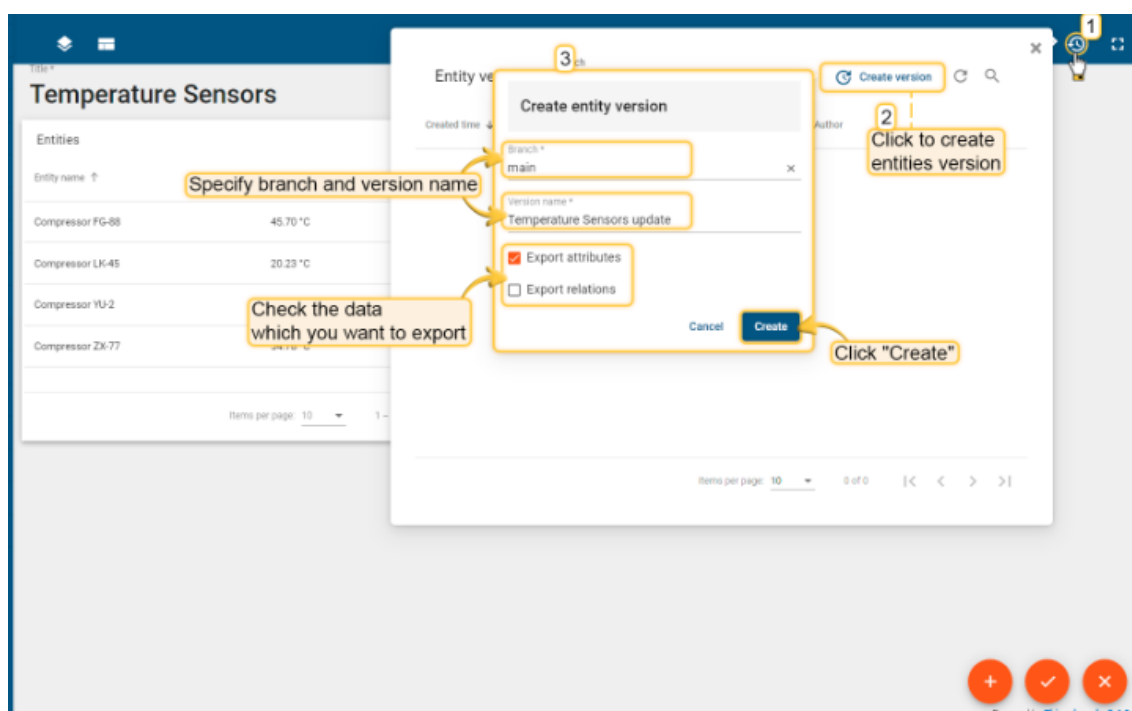 1
Title*
Temperature Sensors
Entities
Entity name ↑
Compressor FG-88 45.70 °C
Compressor LK-45 20.23 °C
Compressor YU-2
Compressor ZX-77
Items per page: 10 1 –
Entity ve
Create version
Created time ↓
Author
2
Click to create
entities version
3
Create entity version
Branch *
main
Version name *
Temperature Sensors update
Export attributes
Export relations
Cancel Create
Specify branch and version name
Check the data
which you want to export
Click "Create"
Items per page: 10 0 of 0